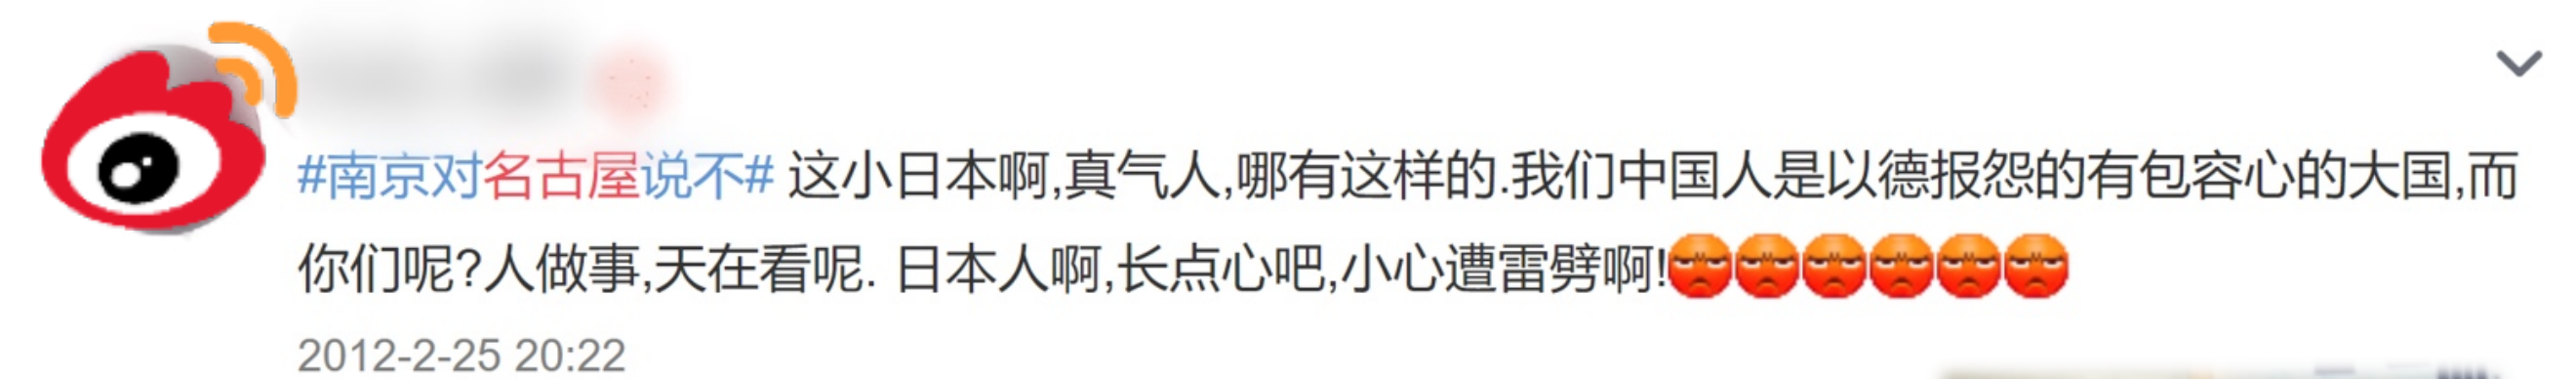 #南京对名古屋说不# 这小日本啊,真气人,哪有这样的.我们中国人是以德报怨的有包容心的大国,而
你们呢?人做事,天在看呢. 日本人啊,长点心吧,小心遭雷劈啊!
2012-2-25 20:22